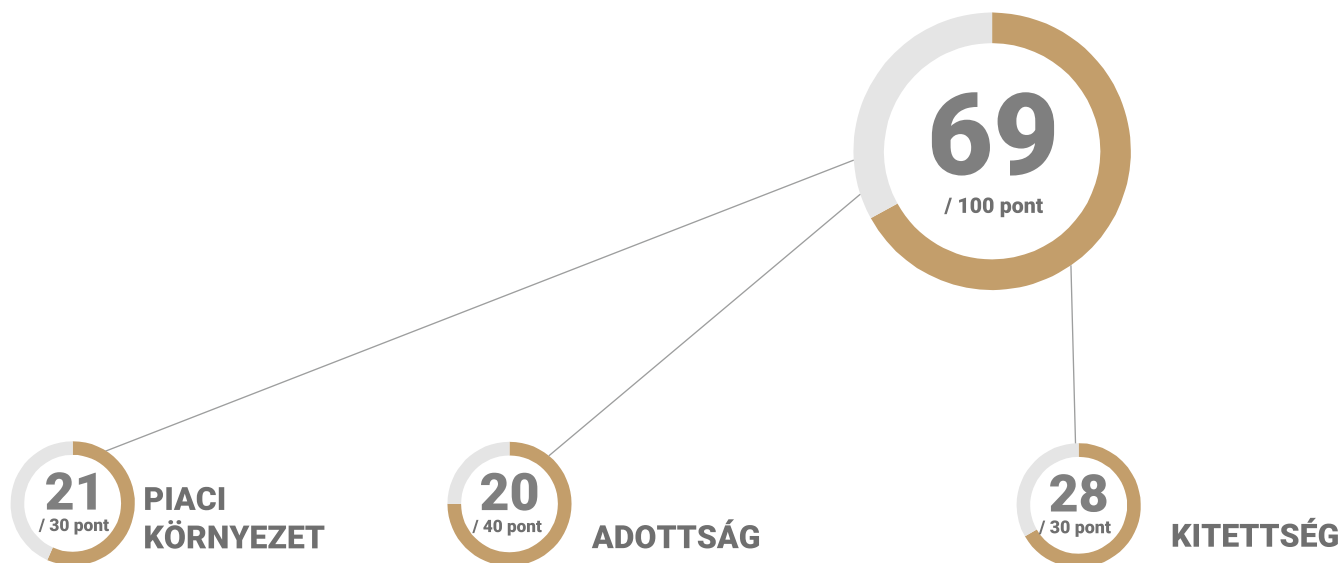 69
/ 100 pont
21
/ 30 pont
PIACI
KÖRNYEZET
20
/ 40 pont
ADOTTSÁG
28
/ 30 pont
KITETTSÉG